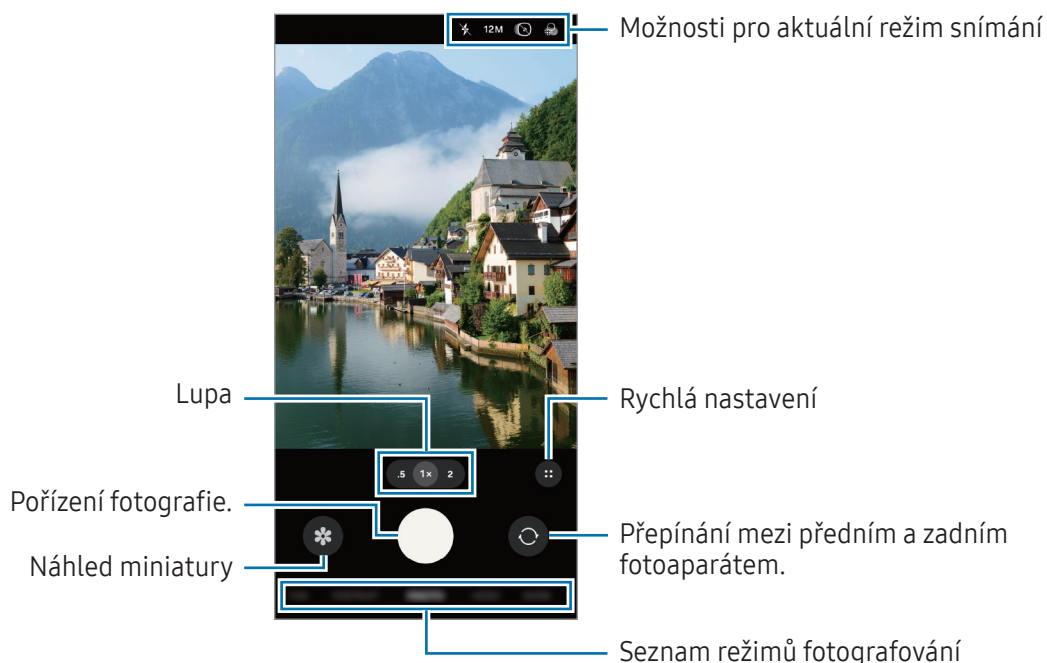 Možnosti pro aktuální režim snímání
12M
Lupa
Rychlá nastavení
.5 1× 2
Pořízení fotografie.
Přepínání mezi předním a zadním
fotoaparátem.
Náhled miniatury
Seznam režimů fotografování